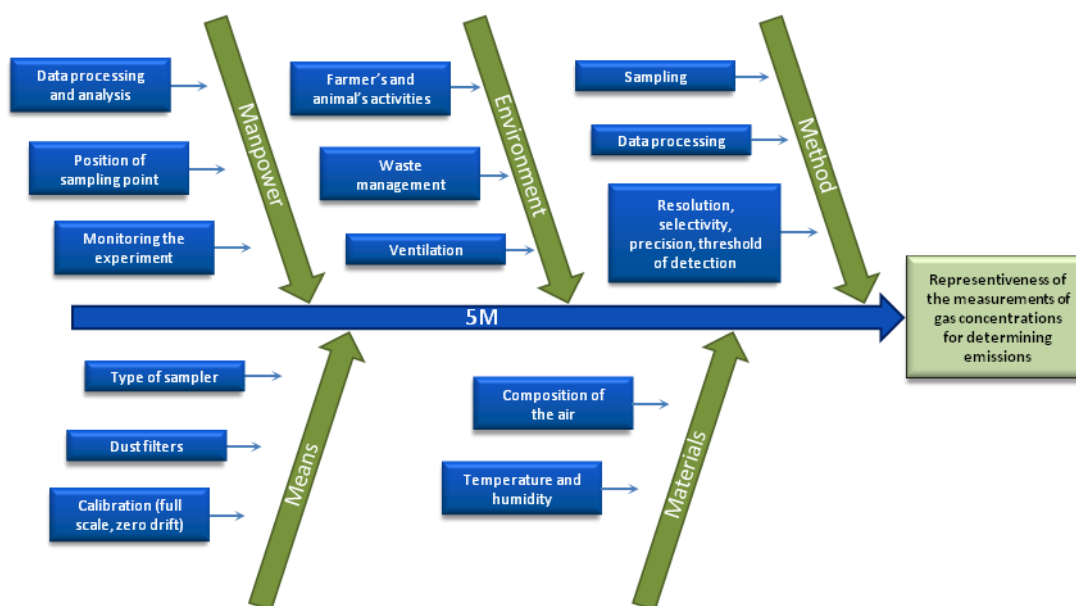 Data processing
and analysis
Position of
sampling point
Monitoring the
experiment
Manpower
Farmer's and
animal's activities
Waste
management
Ventilation
Environment
Sampling
Data processing
Resolution,
selectivity,
precision, threshold
of detection
Method
5M
Representiveness of
the measurements of
gas concentrations
for determining
emissions
Type of sampler
Dust filters
Calibration (full
scale, zero drift)
Means
Composition of
the air
Temperature and
humidity
Materials